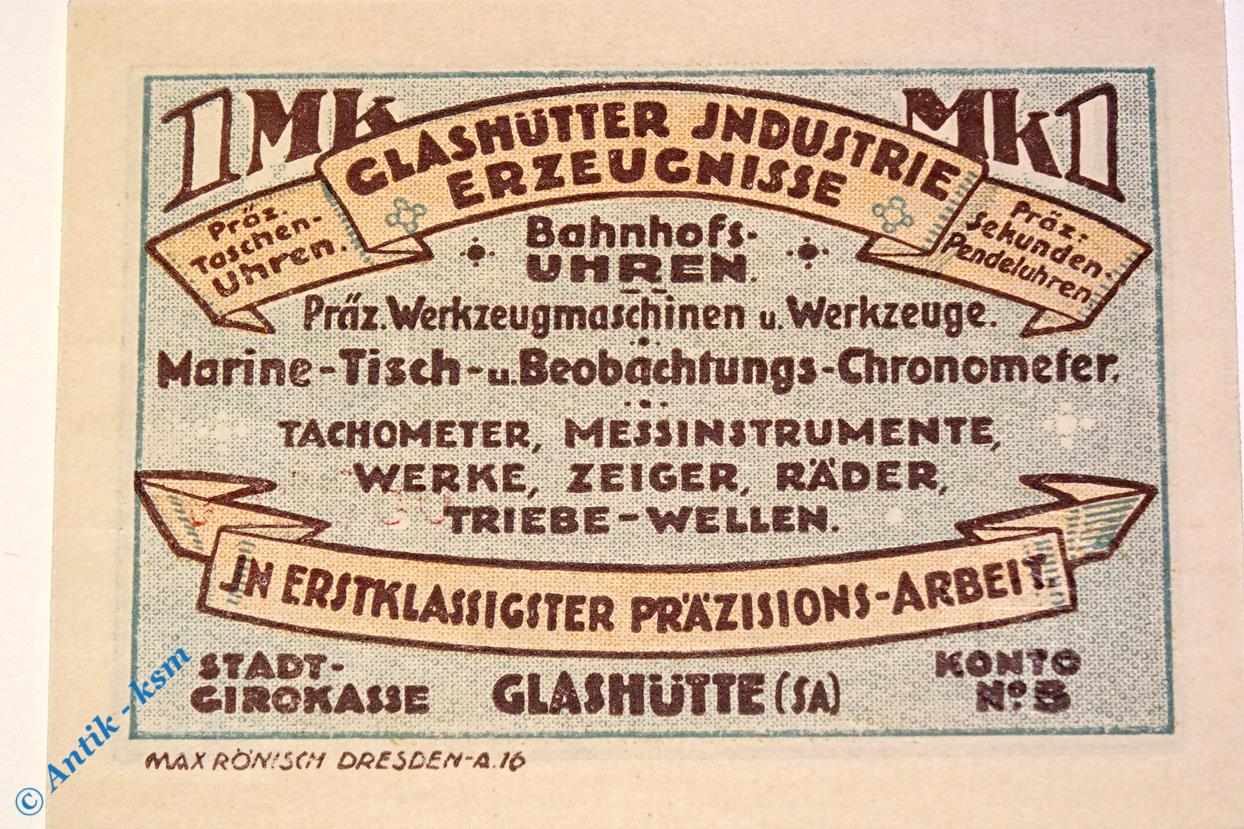 1 MK
MK 1
GLASHÜTTER JNDUSTRIE
ERZEUGNISSE
Präz.
Taschen-
Uhren.
Präz:
Sekunden-
Pendeluhren
Bahnhofs-
UHREN.
Präz. Werkzeugmaschinen u. Werkzeuge.
Marine-Tisch-u. Beobachtungs-Chronometer,
TACHOMETER, MESSINSTRUMENTE,
WERKE, ZEIGER, RÄDER,
TRIEBE-WELLEN.
JN ERSTKLASSIGSTER PRÄZISIONS-ARBEIT.
STADT-
GIROKASSE
GLASHÜTTE (SA)
KONTO
Nº 5
MAX RÖNISCH DRESDEN-A.16
© Antik - ksm